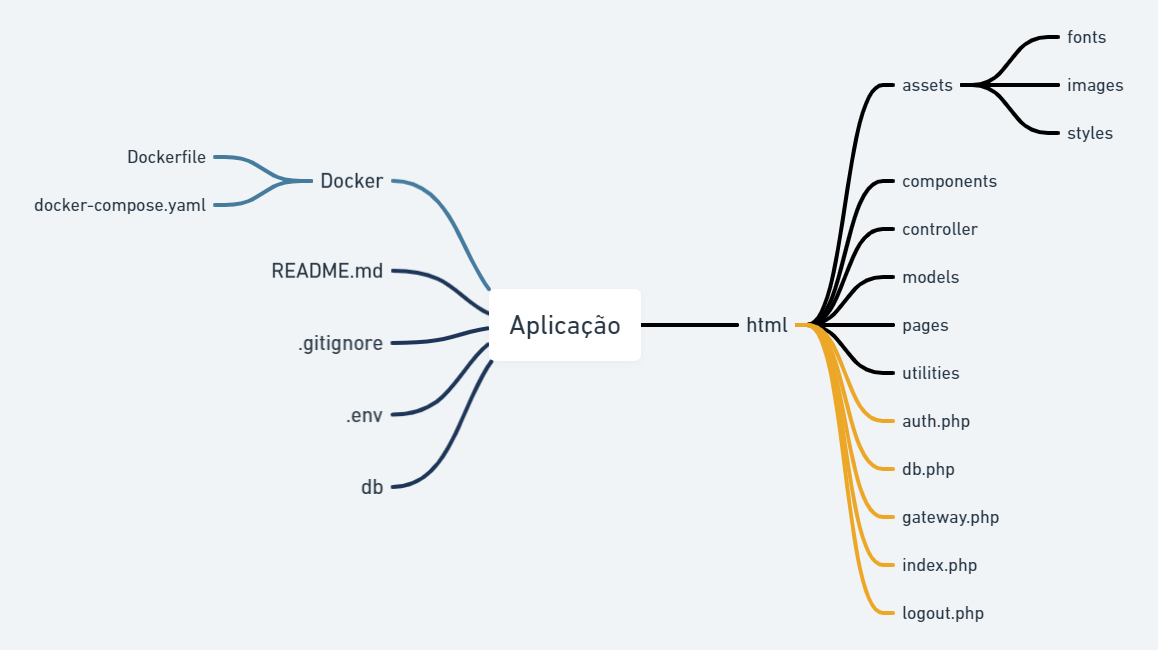 Aplicação
Docker
Dockerfile
docker-compose.yaml
README.md
.gitignore
.env
db
html
assets
fonts
images
styles
components
controller
models
pages
utilities
auth.php
db.php
gateway.php
index.php
logout.php